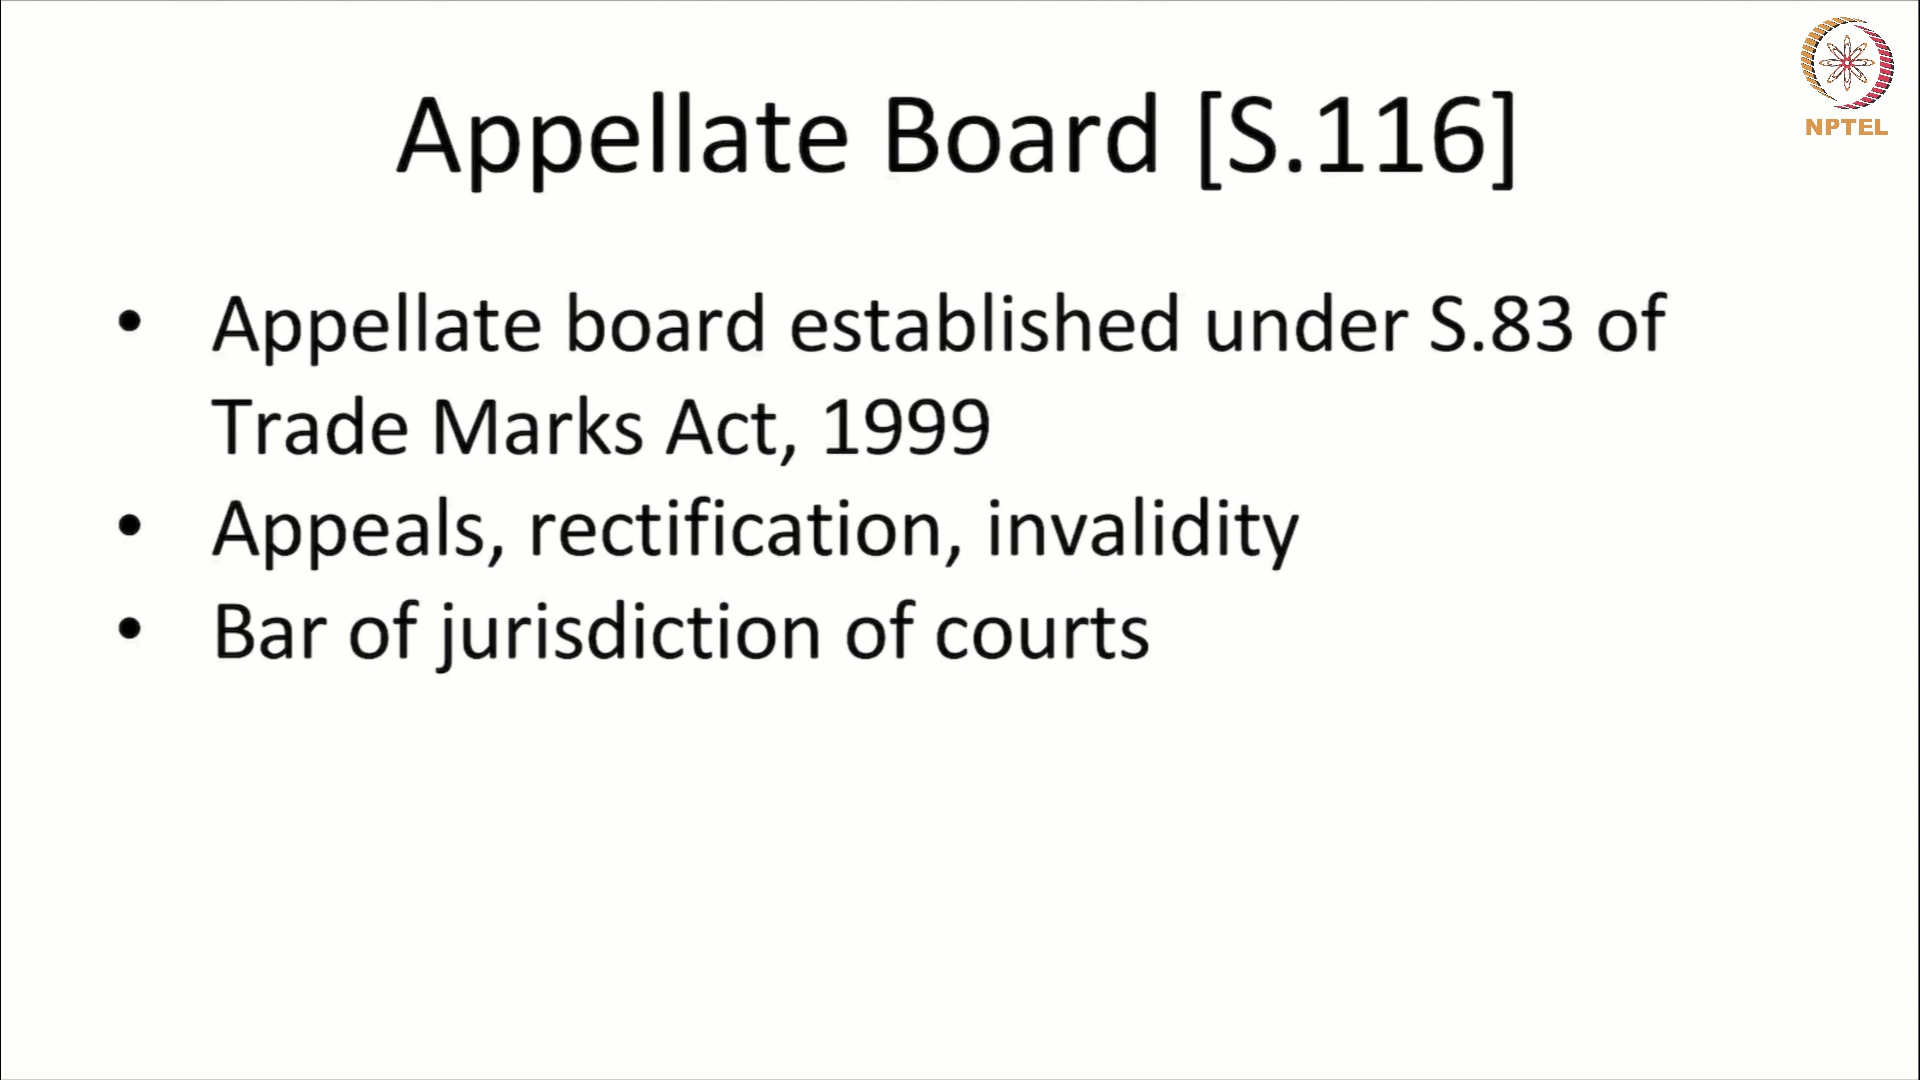 NPTEL
Appellate Board [S.116]
• Appellate board established under S.83 of
Trade Marks Act, 1999
• Appeals, rectification, invalidity
• Bar of jurisdiction of courts